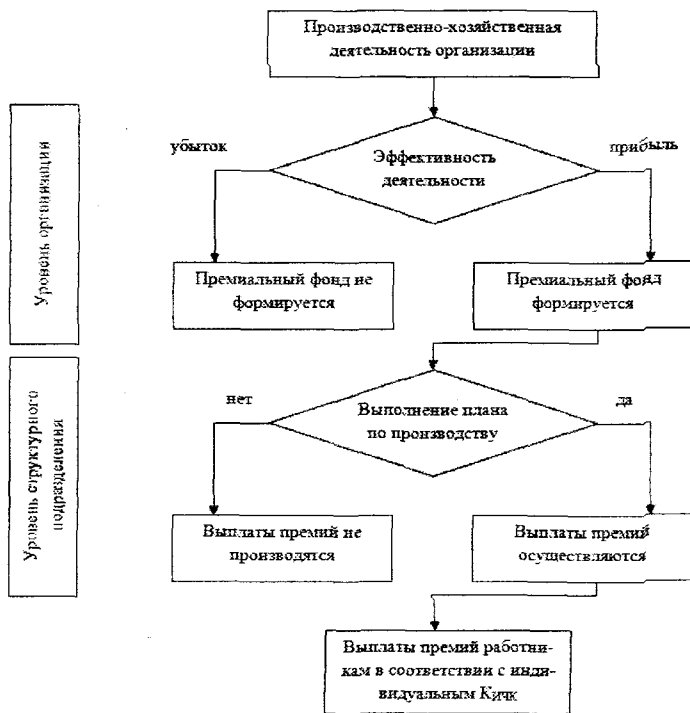 Производственно-хозяйственная
деятельность организации
Уровень организации
убыток
прибыль
Эффективность
деятельности
Премиальный фонд не
формируется
Премиальный фонд
формируется
Уровень структурного
подразделения
нет
да
Выполнение плана
по производству
Выплаты премий не
производятся
Выплаты премий
осуществляются
Выплаты премий работни-
кам в соответствии с инди-
видуальным Кичк